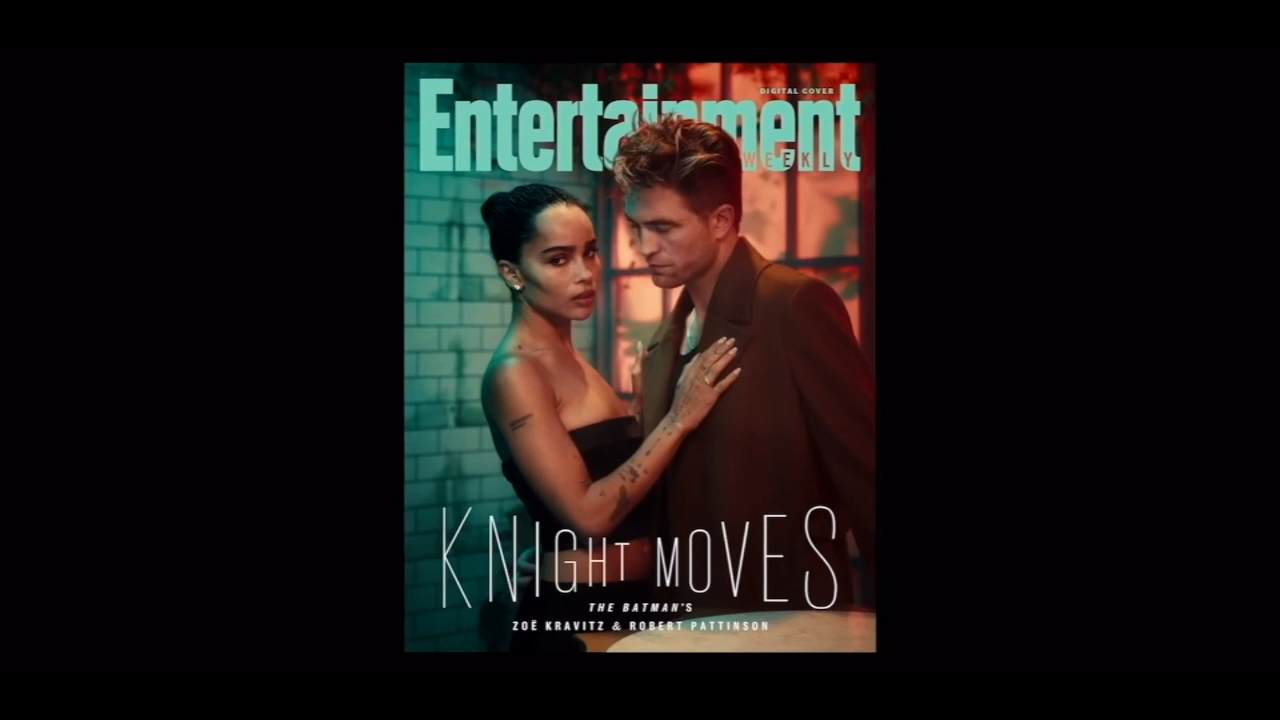 DIGITAL COVER
Entertainment
WEEKLY
KNIGHT MOVES
THE BATMAN'S
ZOË KRAVITZ & ROBERT PATTINSON